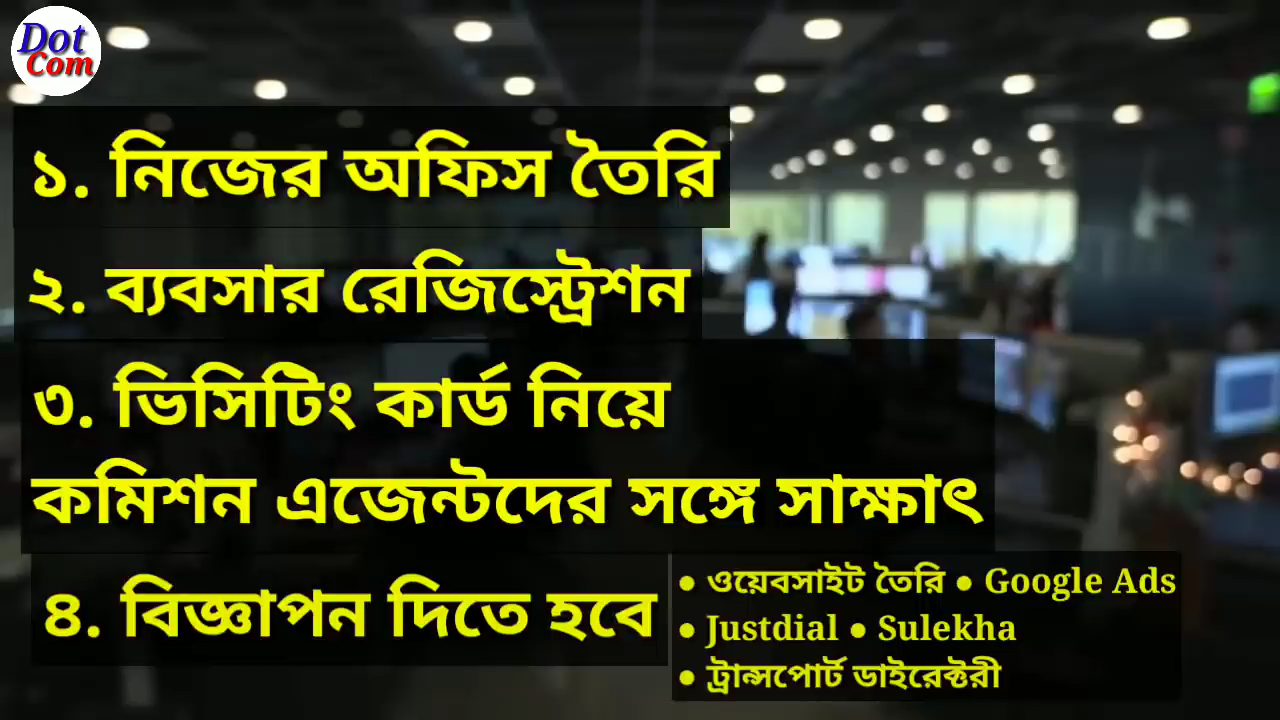 Dot
Com
১. নিজের অফিস তৈরি
২. ব্যবসার রেজিস্ট্রেশন
৩. ভিসিটিং কার্ড নিয়ে
কমিশন এজেন্টদের সঙ্গে সাক্ষাৎ
৪. বিজ্ঞাপন দিতে হবে
• ওয়েবসাইট তৈরি • Google Ads
• Justdial • Sulekha
• ট্রান্সপোর্ট ডাইরেক্টরী